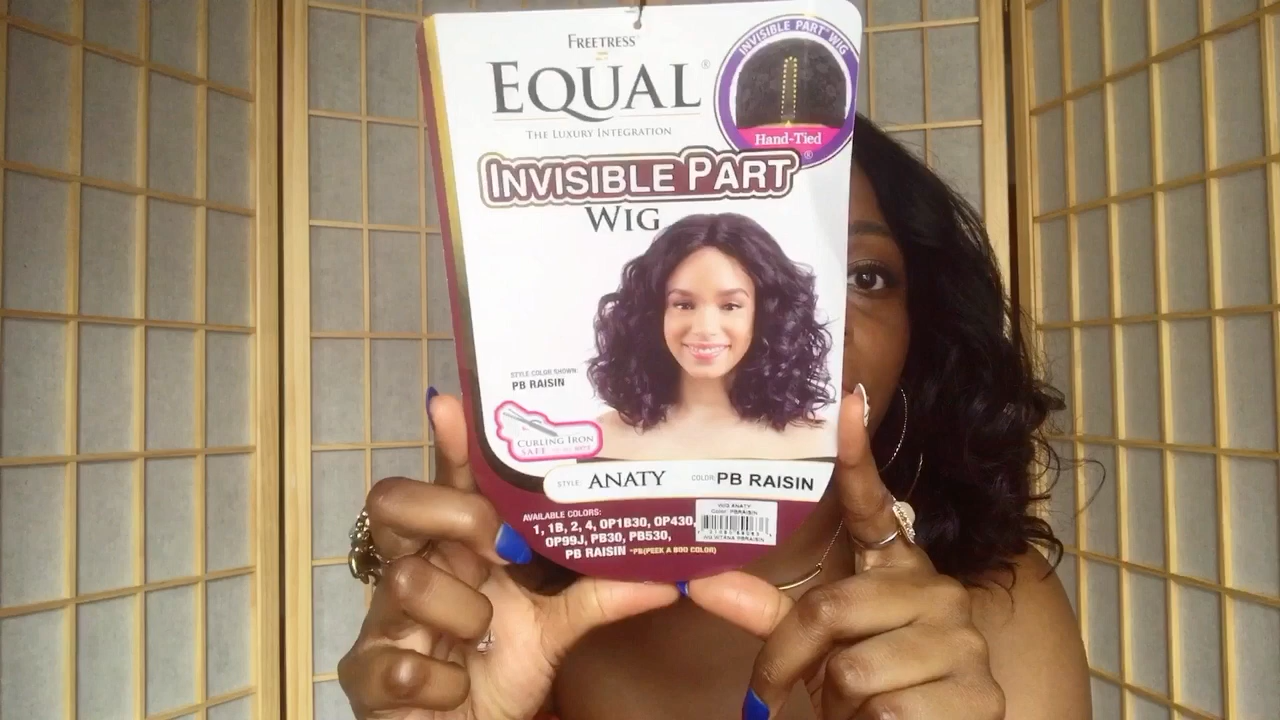 FREETRESS
EQUAL®
THE LUXURY INTEGRATION
INVISIBLE PART WIG
Hand-Tied
®
INVISIBLE PART
WIG
STYLE COLOR SHOWN
PB RAISIN
CURLING IRON
SAFE
STYLE: ANATY COLOR: PB RAISIN
AVAILABLE COLORS:
1, 1B, 2, 4, OP1B30, OP430,
OP99J, PB30, PB530,
PB RAISIN *PB(PEEK A BOO COLOR)
WIG ANATY
Color: PBRAISIN